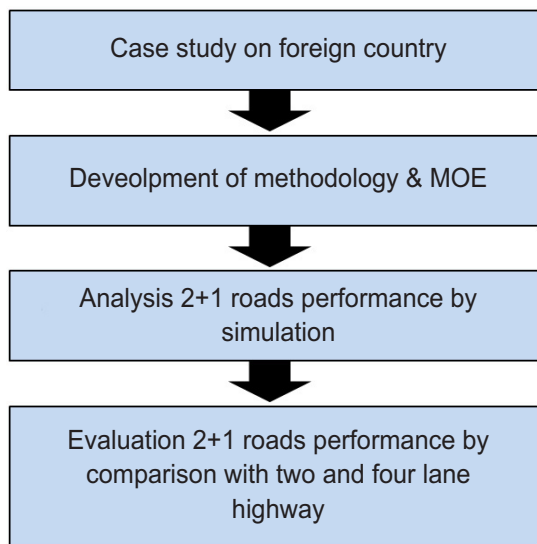 Case study on foreign country
Deveolpment of methodology & MOE
Analysis 2+1 roads performance by
simulation
Evaluation 2+1 roads performance by
comparison with two and four lane
highway